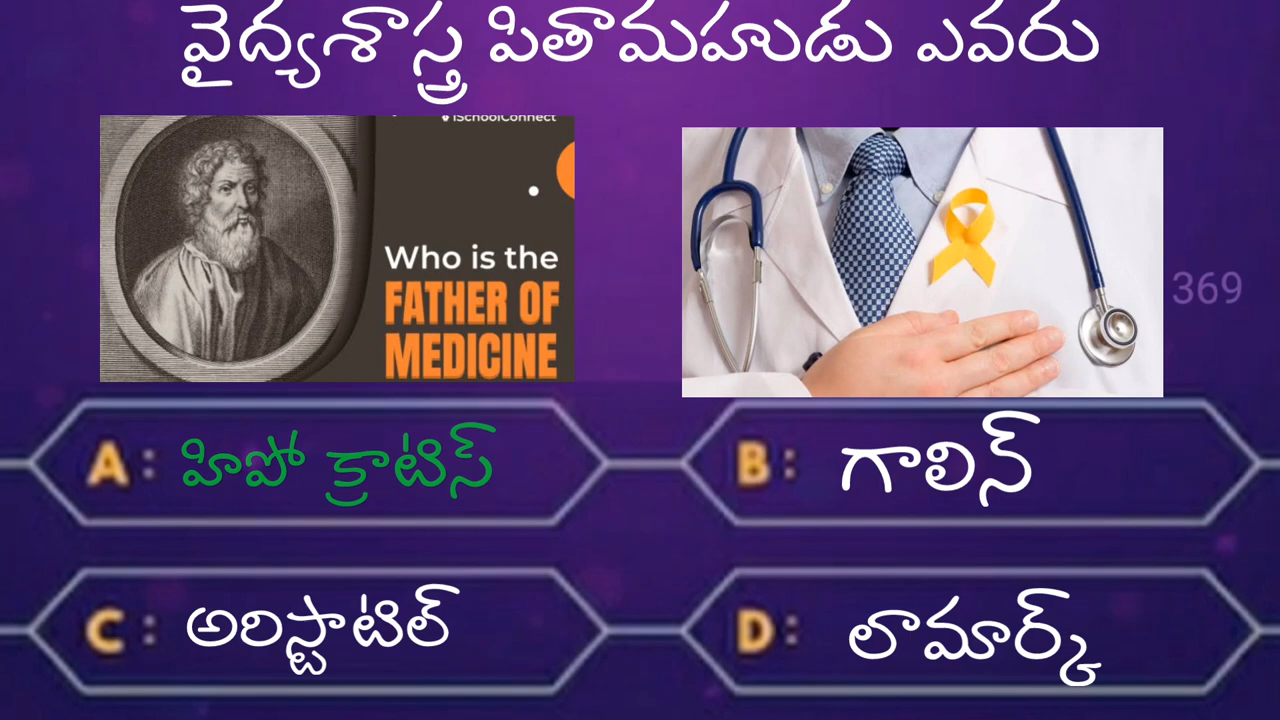 వైద్యశాస్త్ర పితామహుడు ఎవరు
iSchoolConnect
Who is the
FATHER OF
MEDICINE
369
A: హిపో క్రాటిస్
B: గాలిన్
C: అరిస్టాటిల్
D: లామార్క్